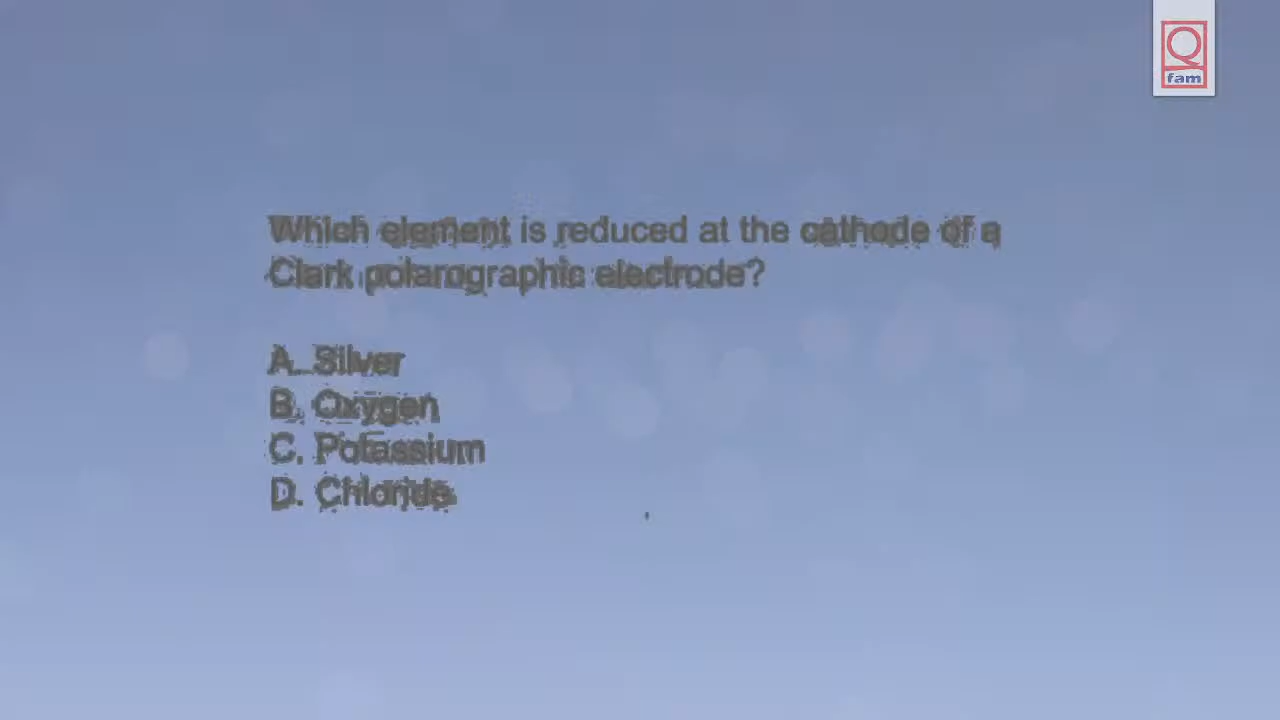 Q
fam
Which element is reduced at the cathode of a
Clark polarographic electrode?
A. Silver
B. Oxygen
C. Potassium
D. Chloride